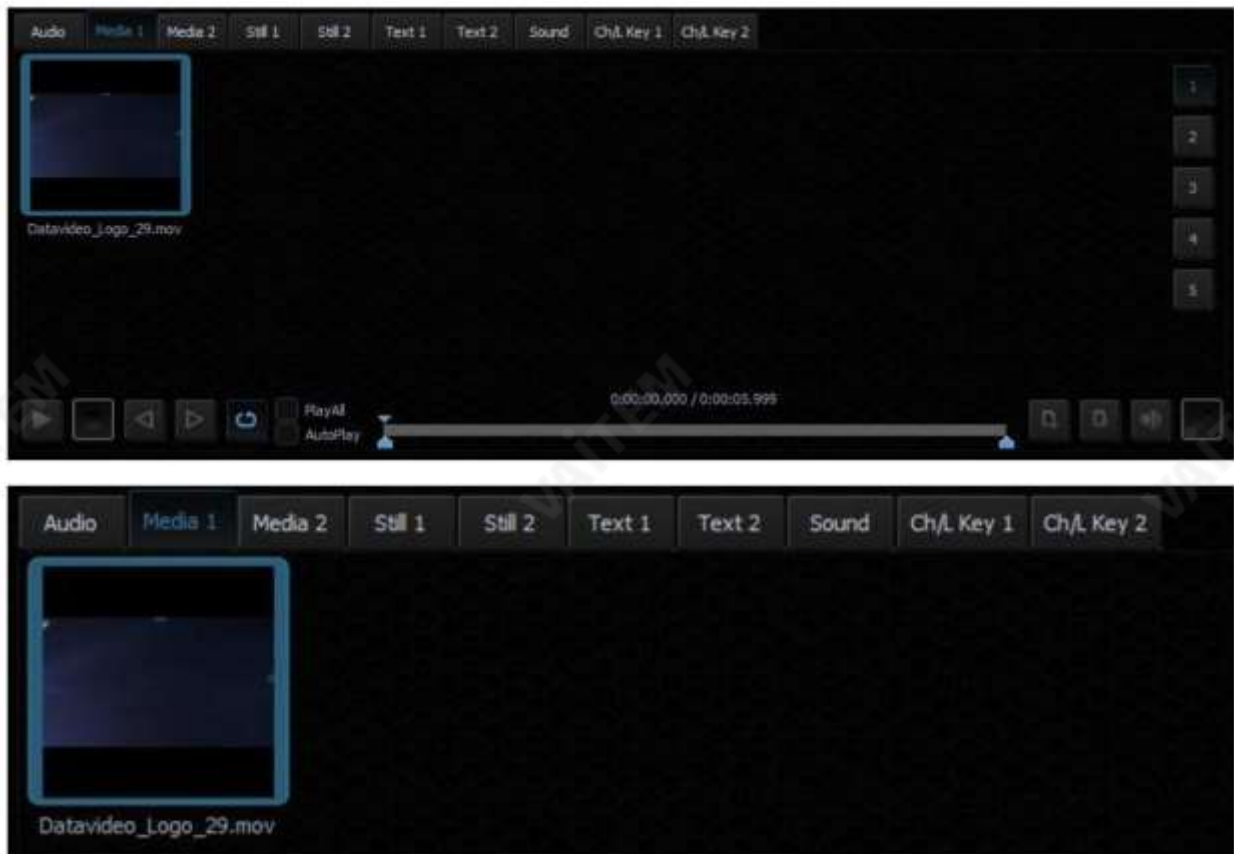 Audio Media 1 Media 2 Still 1 Still 2 Text 1 Text 2 Sound Ch/L Key 1 Ch/L Key 2
1
2
3
4
5
Datavideo_Logo_29.mov
0:00:00.000 / 0:00:05.999
PlayAll
AutoPlay
VAITEM
Audio Media 1 Media 2 Still 1 Still 2 Text 1 Text 2 Sound Ch/L Key 1 Ch/L Key 2
Datavideo_Logo_29.mov